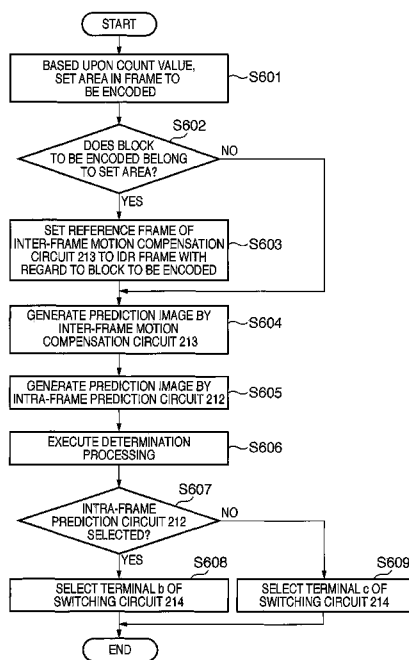 START
BASED UPON COUNT VALUE,
SET AREA IN FRAME TO
BE ENCODED
S601
S602
DOES BLOCK
TO BE ENCODED BELONG
TO SET AREA?
NO
YES
SET REFERENCE FRAME OF
INTER-FRAME MOTION COMPENSATION
CIRCUIT 213 TO IDR FRAME WITH
REGARD TO BLOCK TO BE ENCODED
S603
GENERATE PREDICTION IMAGE BY
INTER-FRAME MOTION
COMPENSATION CIRCUIT 213
S604
GENERATE PREDICTION IMAGE BY
INTRA-FRAME PREDICTION CIRCUIT 212
S605
EXECUTE DETERMINATION
PROCESSING
S606
S607
INTRA-FRAME
PREDICTION CIRCUIT 212
SELECTED?
NO
YES
S608
S609
SELECT TERMINAL b OF
SWITCHING CIRCUIT 214
SELECT TERMINAL c OF
SWITCHING CIRCUIT 214
END